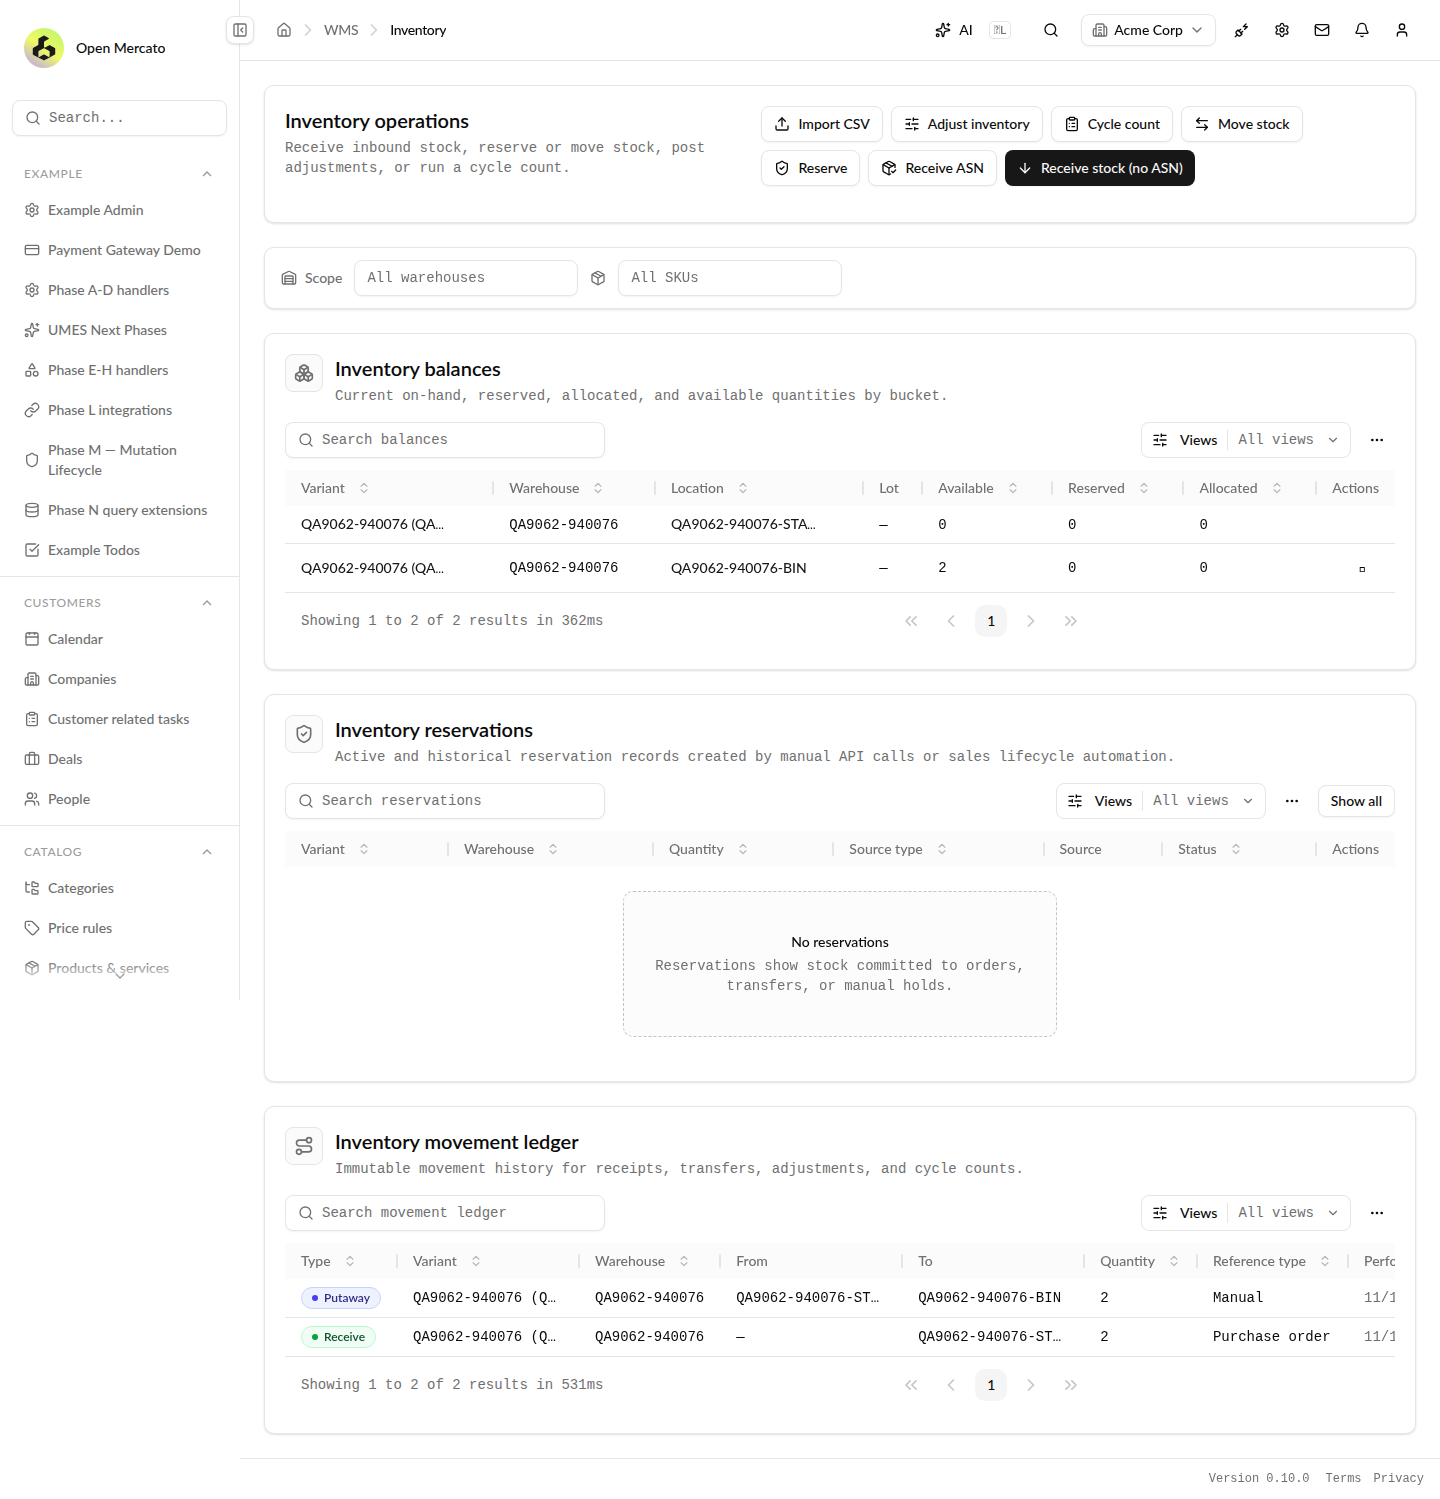 Open Mercato
WMS
Inventory
AI
Acme Corp
Search...
EXAMPLE
Example Admin
Payment Gateway Demo
Phase A-D handlers
UMES Next Phases
Phase E-H handlers
Phase L integrations
Phase M — Mutation
Lifecycle
Phase N query extensions
Example Todos
CUSTOMERS
Calendar
Companies
Customer related tasks
Deals
People
CATALOG
Categories
Price rules
Products & services
Inventory operations
Receive inbound stock, reserve or move stock, post
adjustments, or run a cycle count.
Import CSV
Adjust inventory
Cycle count
Move stock
Reserve
Receive ASN
Receive stock (no ASN)
Scope
All warehouses
All SKUs
Inventory balances
Current on-hand, reserved, allocated, and available quantities by bucket.
Search balances
Views All views
Variant Warehouse Location Lot Available Reserved Allocated Actions
QA9062-940076 (QA... QA9062-940076 QA9062-940076-STA... — 0 0 0
QA9062-940076 (QA... QA9062-940076 QA9062-940076-BIN — 2 0 0
Showing 1 to 2 of 2 results in 362ms
1
Inventory reservations
Active and historical reservation records created by manual API calls or sales lifecycle automation.
Search reservations
Views All views
Show all
Variant Warehouse Quantity Source type Source Status Actions
No reservations
Reservations show stock committed to orders,
transfers, or manual holds.
Inventory movement ledger
Immutable movement history for receipts, transfers, adjustments, and cycle counts.
Search movement ledger
Views All views
Type Variant Warehouse From To Quantity Reference type Perfo
Putaway QA9062-940076 (Q… QA9062-940076 QA9062-940076-ST… QA9062-940076-BIN 2 Manual 11/1
Receive QA9062-940076 (Q… QA9062-940076 — QA9062-940076-ST… 2 Purchase order 11/1
Showing 1 to 2 of 2 results in 531ms
1
Version 0.10.0 Terms Privacy